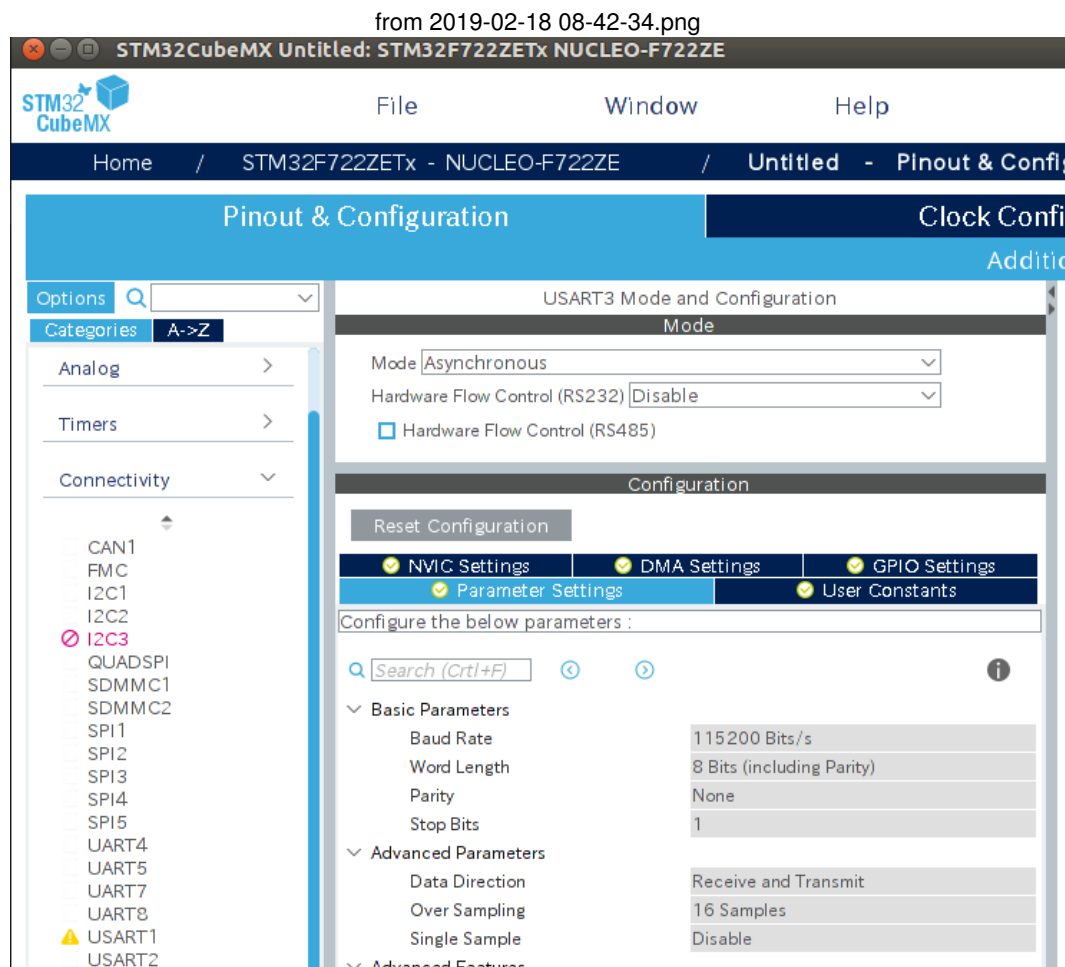 from 2019-02-18 08-42-34.png
STM32CubeMX Untitled: STM32F722ZETx NUCLEO-F722ZE
STM32
CubeMX
File Window Help
Home / STM32F722ZETx - NUCLEO-F722ZE / Untitled - Pinout & Confi
Pinout & Configuration
Clock Confi
Additi
Options
Categories A->Z
Analog
Timers
Connectivity
CAN1
FMC
I2C1
I2C2
I2C3
QUADSPI
SDMMC1
SDMMC2
SPI1
SPI2
SPI3
SPI4
SPI5
UART4
UART5
UART7
UART8
USART1
USART2
USART3 Mode and Configuration
Mode
Mode Asynchronous
Hardware Flow Control (RS232) Disable
Hardware Flow Control (RS485)
Configuration
Reset Configuration
NVIC Settings DMA Settings GPIO Settings
Parameter Settings User Constants
Configure the below parameters :
Search (Crtl+F)
Basic Parameters
Baud Rate 115200 Bits/s
Word Length 8 Bits (including Parity)
Parity None
Stop Bits 1
Advanced Parameters
Data Direction Receive and Transmit
Over Sampling 16 Samples
Single Sample Disable
Advanced Features